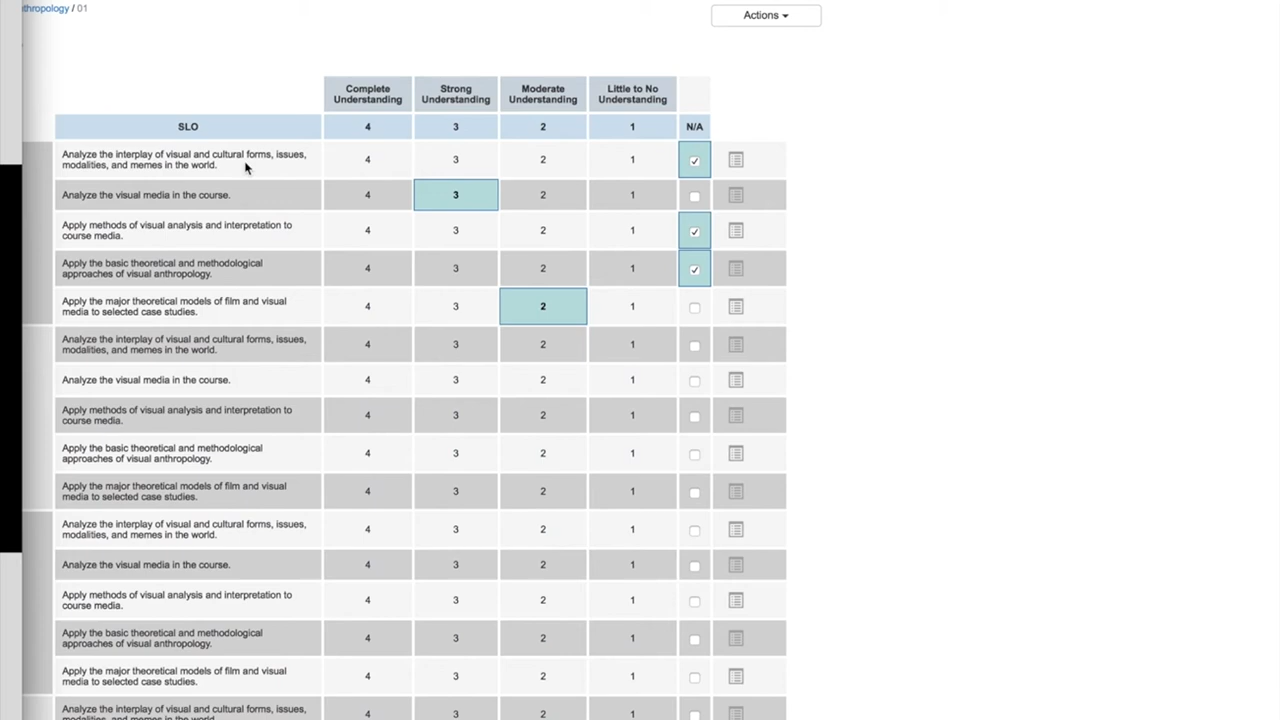 thropology / 01
Actions
Complete Understanding Strong Understanding Moderate Understanding Little to No Understanding
SLO 4 3 2 1 N/A
Analyze the interplay of visual and cultural forms, issues,
modalities, and memes in the world. 4 3 2 1
Analyze the visual media in the course. 4 3 2 1
Apply methods of visual analysis and interpretation to
course media. 4 3 2 1
Apply the basic theoretical and methodological
approaches of visual anthropology. 4 3 2 1
Apply the major theoretical models of film and visual
media to selected case studies. 4 3 2 1
Analyze the interplay of visual and cultural forms, issues,
modalities, and memes in the world. 4 3 2 1
Analyze the visual media in the course. 4 3 2 1
Apply methods of visual analysis and interpretation to
course media. 4 3 2 1
Apply the basic theoretical and methodological
approaches of visual anthropology. 4 3 2 1
Apply the major theoretical models of film and visual
media to selected case studies. 4 3 2 1
Analyze the interplay of visual and cultural forms, issues,
modalities, and memes in the world. 4 3 2 1
Analyze the visual media in the course. 4 3 2 1
Apply methods of visual analysis and interpretation to
course media. 4 3 2 1
Apply the basic theoretical and methodological
approaches of visual anthropology. 4 3 2 1
Apply the major theoretical models of film and visual
media to selected case studies. 4 3 2 1
Analyze the interplay of visual and cultural forms, issues,
modalities, and memes in the world. 4 3 2 1